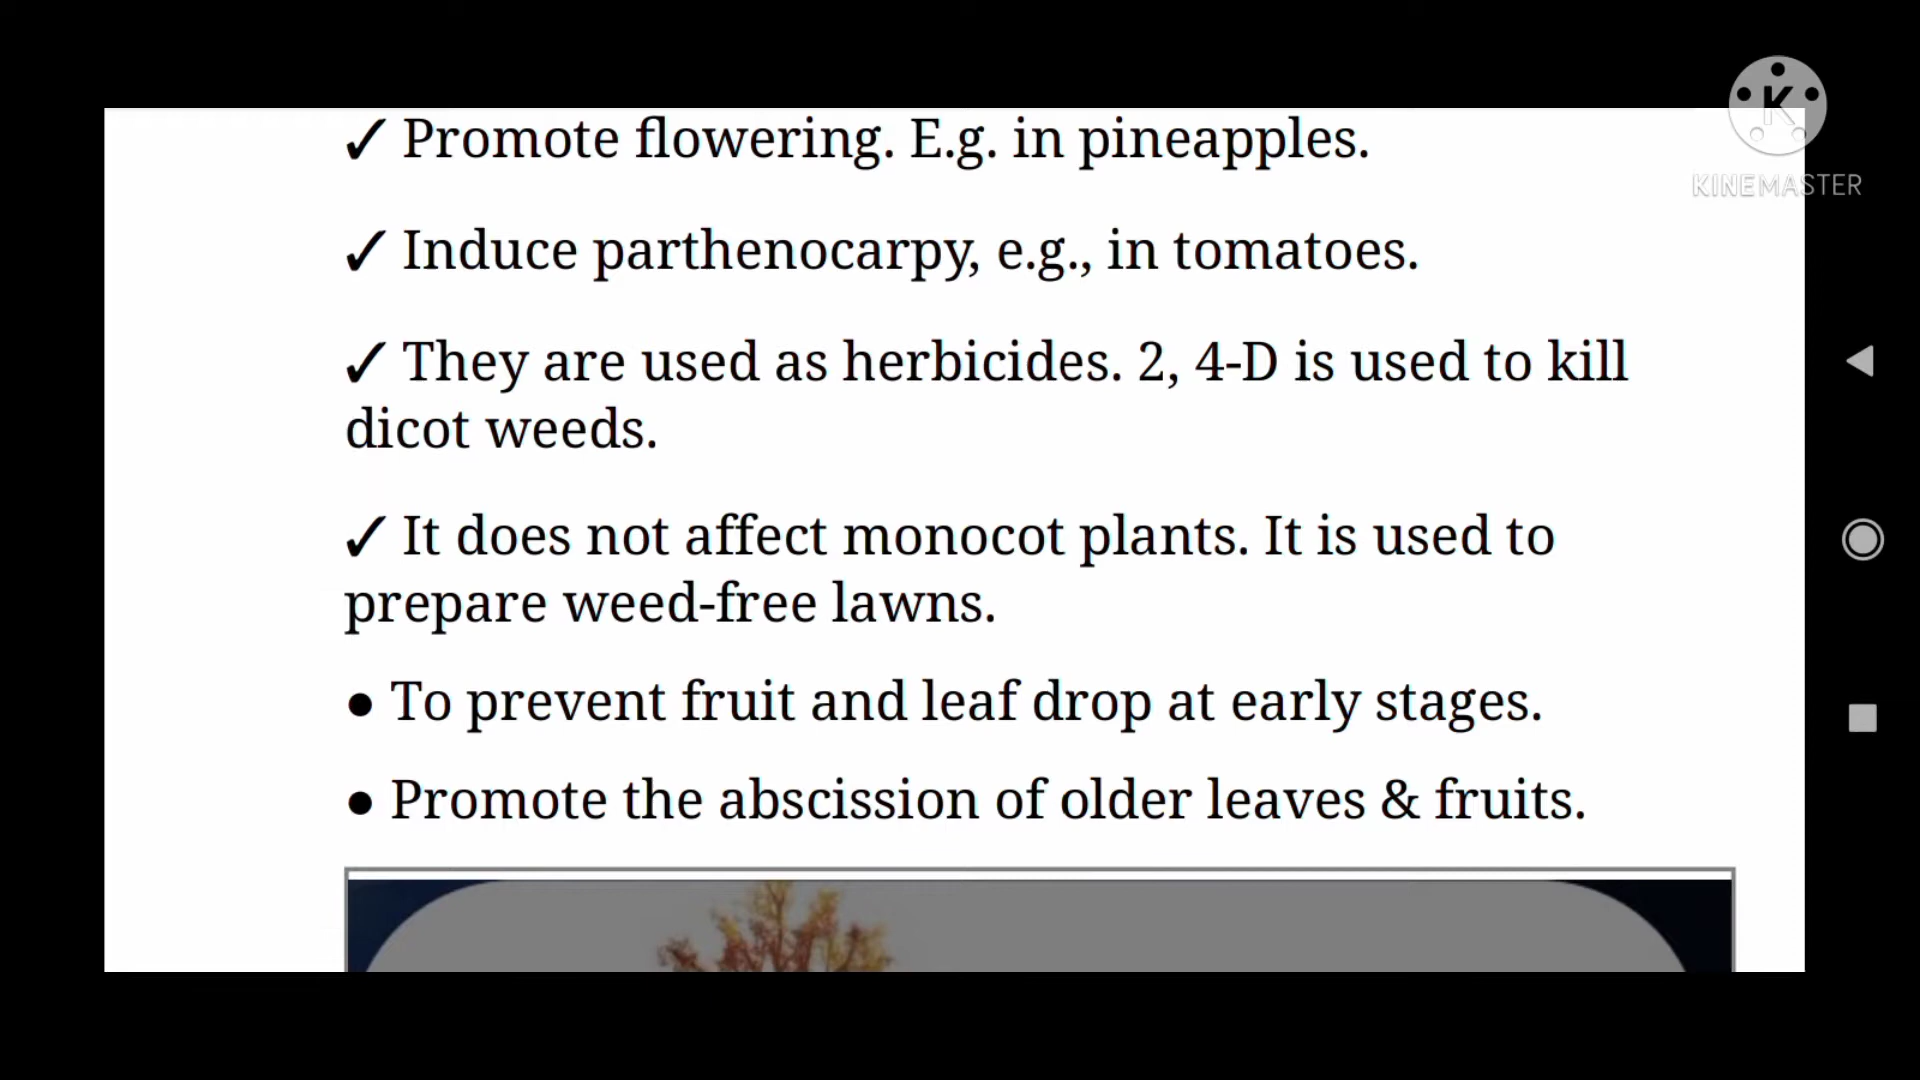 ✓ Promote flowering. E.g. in pineapples.
KINEMASTER
✓ Induce parthenocarpy, e.g., in tomatoes.
✓ They are used as herbicides. 2, 4-D is used to kill
dicot weeds.
✓ It does not affect monocot plants. It is used to
prepare weed-free lawns.
● To prevent fruit and leaf drop at early stages.
● Promote the abscission of older leaves & fruits.